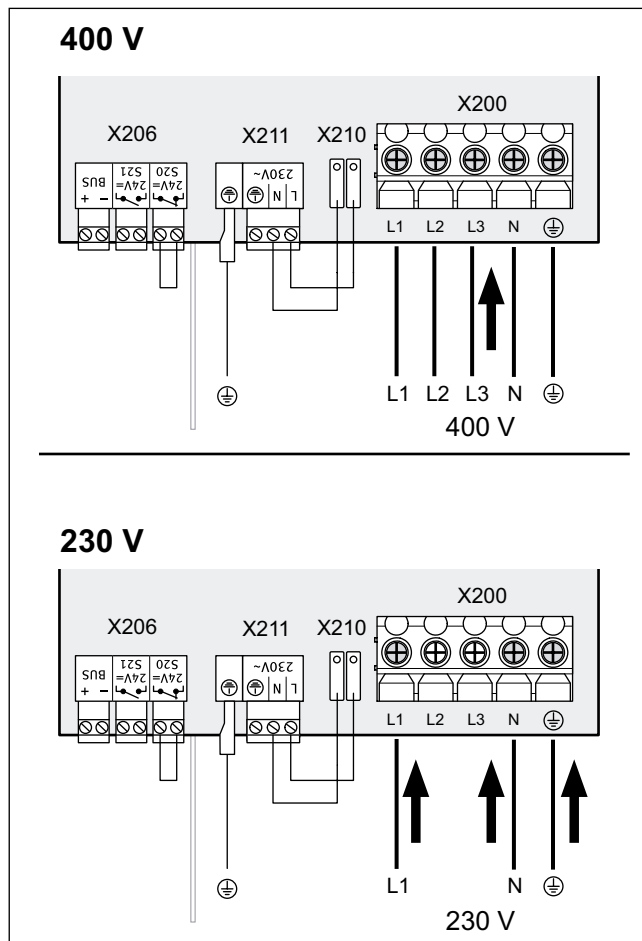 400 V
X200
X206 X211 X210
BUS S21 S20 230V~
+ − 24V= 24V= N L
L1 L2 L3 N
L1 L2 L3 N
400 V
230 V
X200
X206 X211 X210
BUS S21 S20 230V~
+ − 24V= 24V= N L
L1 L2 L3 N
L1 N
230 V